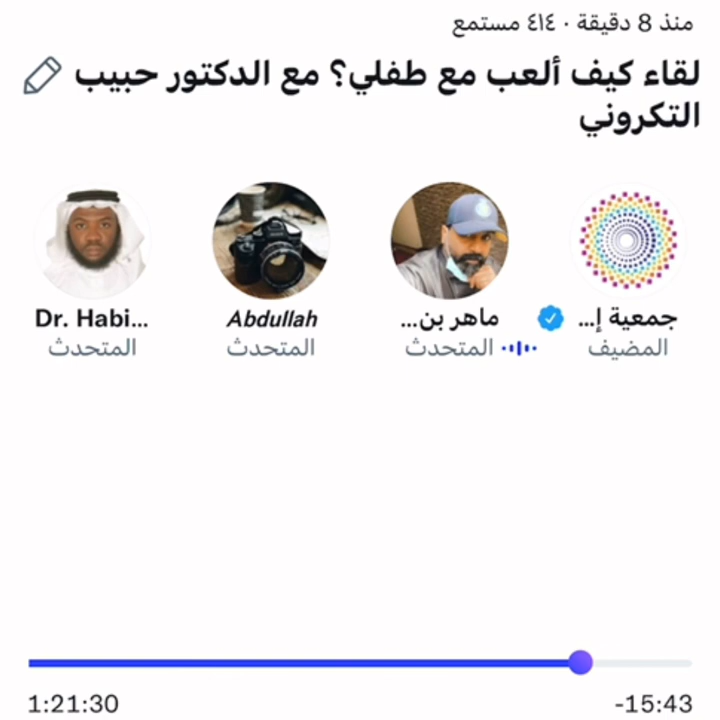 منذ 8 دقيقة · ٤١٤ مستمع
لقاء كيف ألعب مع طفلي؟ مع الدكتور حبيب
التكروني
جمعية إ...
المضيف
ماهر بن...
المتحدث
Abdullah
المتحدث
Dr. Habi...
المتحدث
1:21:30
-15:43